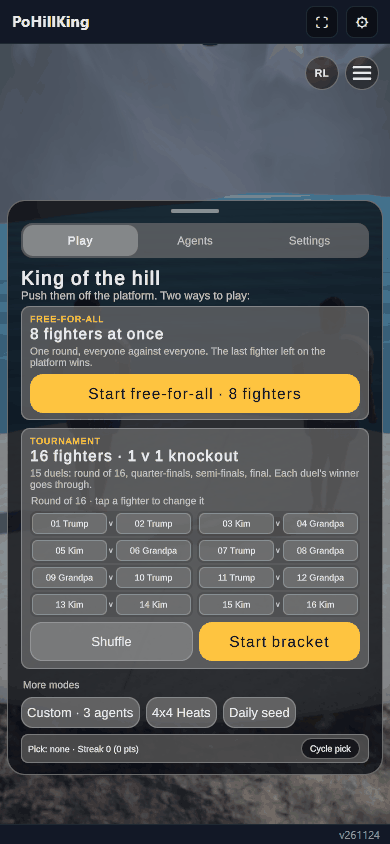 PoHillKing
RL
Play Agents Settings
King of the hill
Push them off the platform. Two ways to play:
FREE-FOR-ALL
8 fighters at once
One round, everyone against everyone. The last fighter left on the
platform wins.
Start free-for-all · 8 fighters
TOURNAMENT
16 fighters · 1 v 1 knockout
15 duels: round of 16, quarter-finals, semi-finals, final. Each duel's winner
goes through.
Round of 16 · tap a fighter to change it
01 Trump v 02 Trump 03 Kim v 04 Grandpa
05 Kim v 06 Grandpa 07 Trump v 08 Grandpa
09 Grandpa v 10 Trump 11 Trump v 12 Grandpa
13 Kim v 14 Kim 15 Kim v 16 Kim
Shuffle Start bracket
More modes
Custom · 3 agents 4x4 Heats Daily seed
Pick: none · Streak 0 (0 pts) Cycle pick
v261124